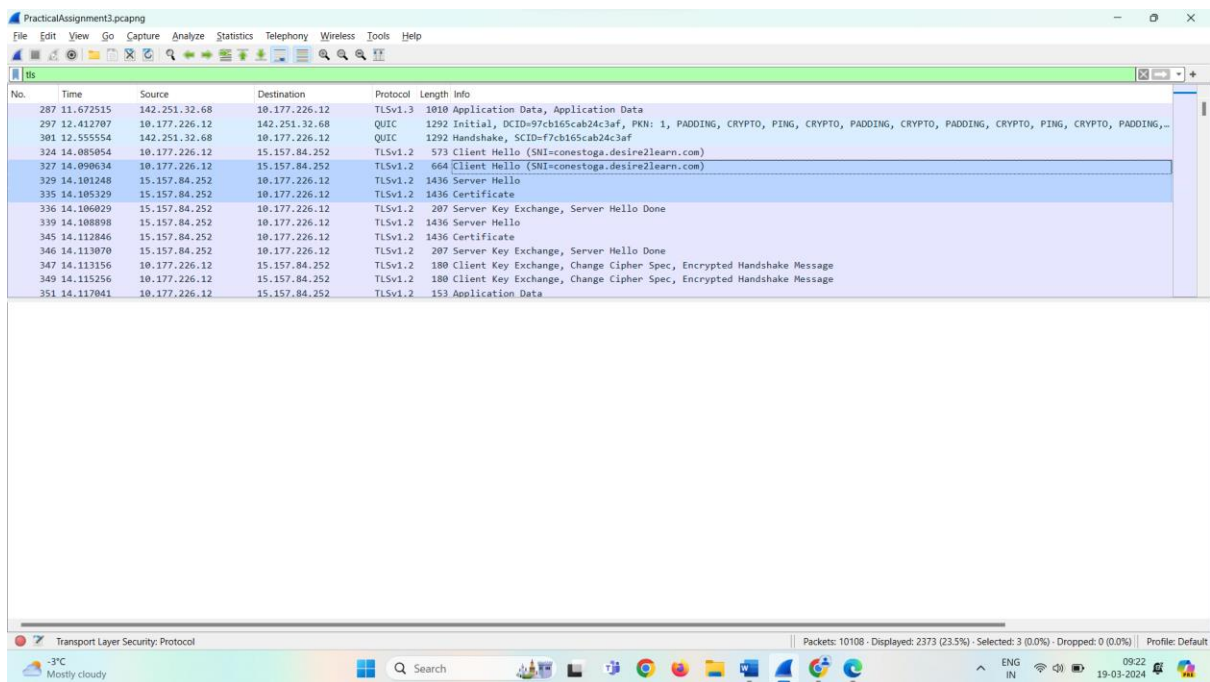 PracticalAssignment3.pcapng
File Edit View Go Capture Analyze Statistics Telephony Wireless Tools Help
tls
No. Time Source Destination Protocol Length Info
287 11.672515 142.251.32.68 10.177.226.12 TLSv1.3 1010 Application Data, Application Data
297 12.412707 10.177.226.12 142.251.32.68 QUIC 1292 Initial, DCID=97cb165cab24c3af, PKN: 1, PADDING, CRYPTO, PING, CRYPTO, PADDING, CRYPTO, PADDING, CRYPTO, PING, CRYPTO, PADDING,…
301 12.555554 142.251.32.68 10.177.226.12 QUIC 1292 Handshake, SCID=f7cb165cab24c3af
324 14.085054 10.177.226.12 15.157.84.252 TLSv1.2 573 Client Hello (SNI=conestoga.desire2learn.com)
327 14.090634 10.177.226.12 15.157.84.252 TLSv1.2 664 Client Hello (SNI=conestoga.desire2learn.com)
329 14.101248 15.157.84.252 10.177.226.12 TLSv1.2 1436 Server Hello
335 14.105329 15.157.84.252 10.177.226.12 TLSv1.2 1436 Certificate
336 14.106029 15.157.84.252 10.177.226.12 TLSv1.2 207 Server Key Exchange, Server Hello Done
339 14.108898 15.157.84.252 10.177.226.12 TLSv1.2 1436 Server Hello
345 14.112846 15.157.84.252 10.177.226.12 TLSv1.2 1436 Certificate
346 14.113070 15.157.84.252 10.177.226.12 TLSv1.2 207 Server Key Exchange, Server Hello Done
347 14.113156 10.177.226.12 15.157.84.252 TLSv1.2 180 Client Key Exchange, Change Cipher Spec, Encrypted Handshake Message
349 14.115256 10.177.226.12 15.157.84.252 TLSv1.2 180 Client Key Exchange, Change Cipher Spec, Encrypted Handshake Message
351 14.117041 10.177.226.12 15.157.84.252 TLSv1.2 153 Application Data
Transport Layer Security: Protocol Packets: 10108 · Displayed: 2373 (23.5%) · Selected: 3 (0.0%) · Dropped: 0 (0.0%) Profile: Default
-3°C
Mostly cloudy
Search
ENG
IN
09:22
19-03-2024